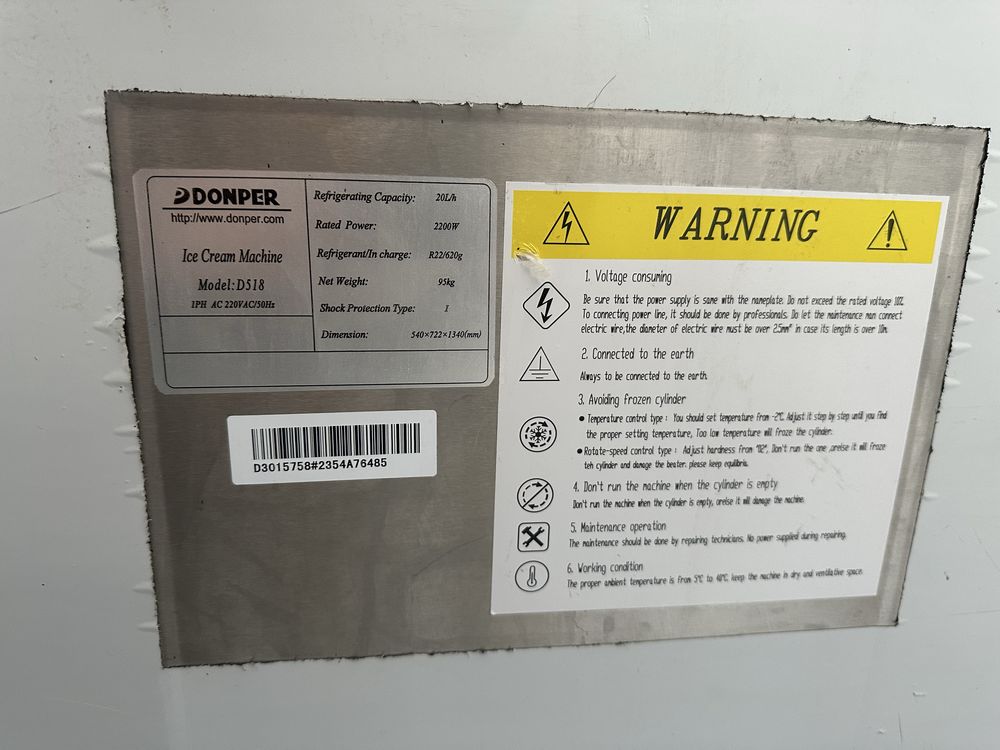 DONPER
http://www.donper.com
Ice Cream Machine
Model:D518
1PH AC 220VAC/50Hz
Refrigerating Capacity: 20L/h
Rated Power: 2200W
Refrigerant/In charge: R22/620g
Net Weight: 95kg
Shock Protection Type: I
Dimension: 540×722×1340(mm)
D3015758#2354A76485
WARNING
1. Voltage consuming
Be sure that the power supply is same with the nameplate. Do not exceed the rated voltage 10%.
To connecting power line, it should be done by professionals. Do let the maintenance man connect
electric wire,the diameter of electric wire must be over 2.5mm² in case its length is over 10m.
2. Connected to the earth
Always to be connected to the earth.
3. Avoiding frozen cylinder
● Temperature control type : You should set temperature from -2℃. Adjust it step by step until you find
the proper setting temperature, Too low temperature will froze the cylinder.
● Rotate-speed control type : Adjust hardness from "02", Don't run the one ,orelse it will froze
teh cylinder and damage the beater. please keep equlibria.
4. Don't run the machine when the cylinder is empty
Don't run the machine when the cylinder is empty, orelse it will damage the machine.
5. Maintenance operation
The maintenance should be done by repairing technicians. No power supplied during repairing.
6. Working condition
The proper ambient temperature is from 5℃ to 40℃. keep the machine in dry and ventilative space.